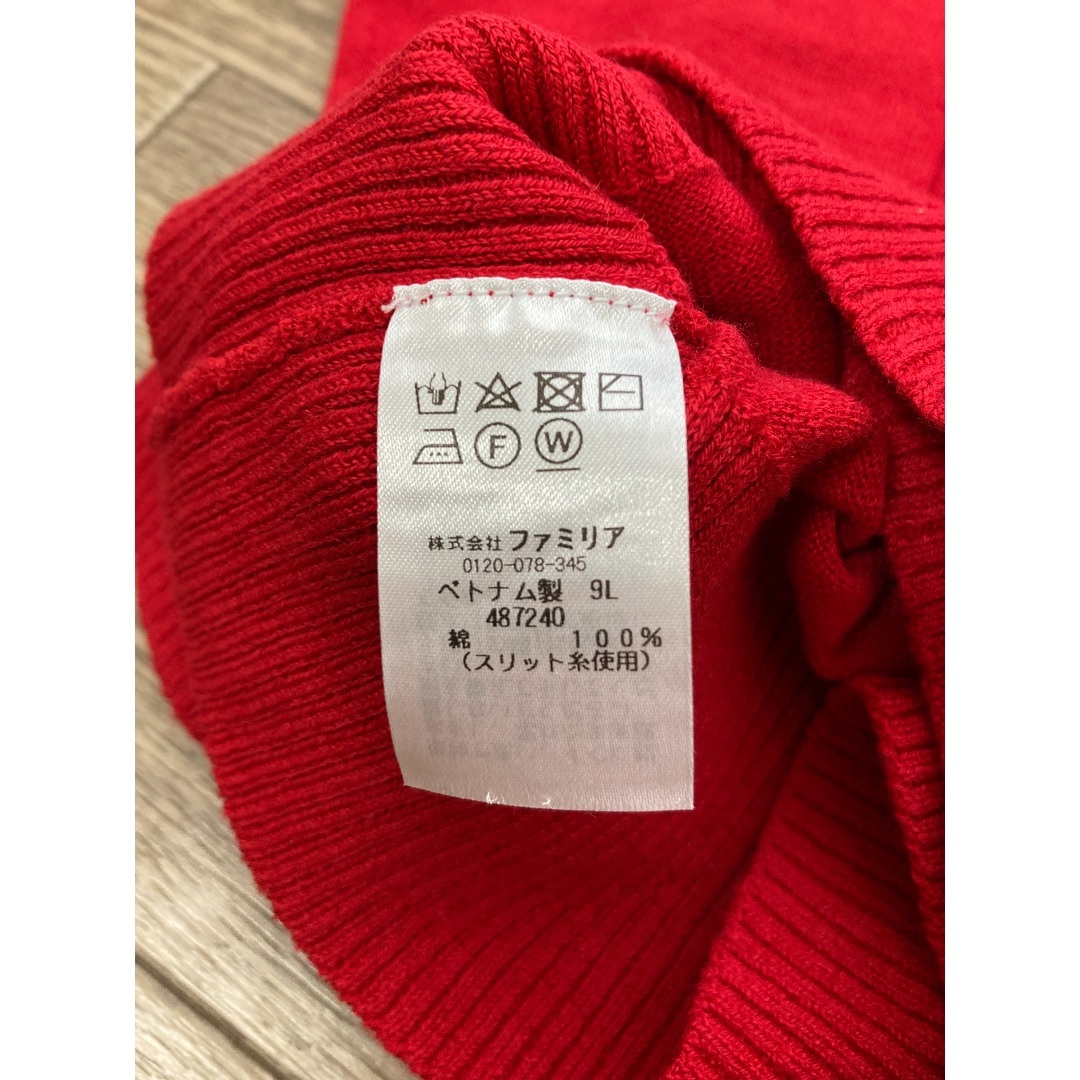 F W
株式会社 ファミリア
0120-078-345
ベトナム製 9L
487240
綿 100%
(スリット糸使用)